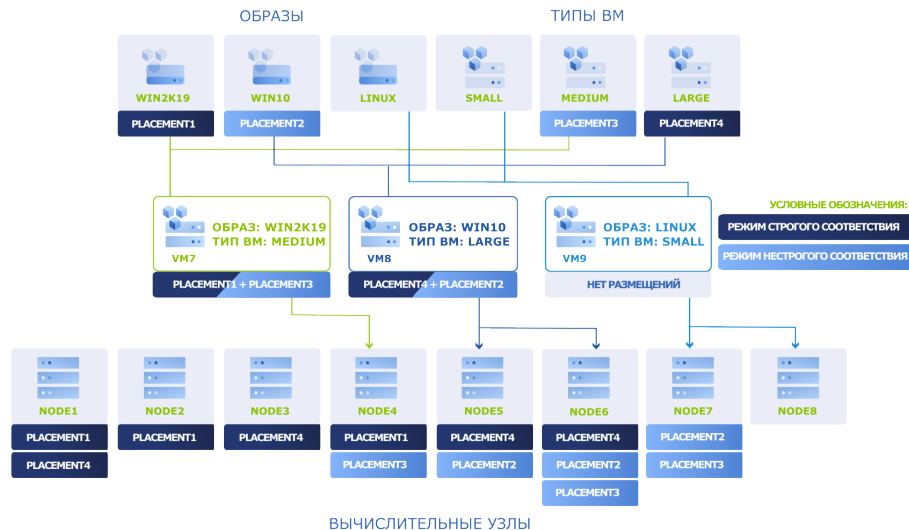 ОБРАЗЫ
ТИПЫ ВМ
WIN2K19
WIN10
LINUX
SMALL
MEDIUM
LARGE
PLACEMENT1
PLACEMENT2
PLACEMENT3
PLACEMENT4
УСЛОВНЫЕ ОБОЗНАЧЕНИЯ:
РЕЖИМ СТРОГОГО СООТВЕТСТВИЯ
РЕЖИМ НЕСТРОГОГО СООТВЕТСТВИЯ
ОБРАЗ: WIN2K19
ТИП ВМ: MEDIUM
VM7
PLACEMENT1 + PLACEMENT3
ОБРАЗ: WIN10
ТИП ВМ: LARGE
VM8
PLACEMENT4 + PLACEMENT2
ОБРАЗ: LINUX
ТИП ВМ: SMALL
VM9
НЕТ РАЗМЕЩЕНИЙ
NODE1
PLACEMENT1
PLACEMENT4
NODE2
PLACEMENT1
NODE3
PLACEMENT4
NODE4
PLACEMENT1
PLACEMENT3
NODE5
PLACEMENT4
PLACEMENT2
NODE6
PLACEMENT4
PLACEMENT2
PLACEMENT3
NODE7
PLACEMENT2
PLACEMENT3
NODE8
ВЫЧИСЛИТЕЛЬНЫЕ УЗЛЫ